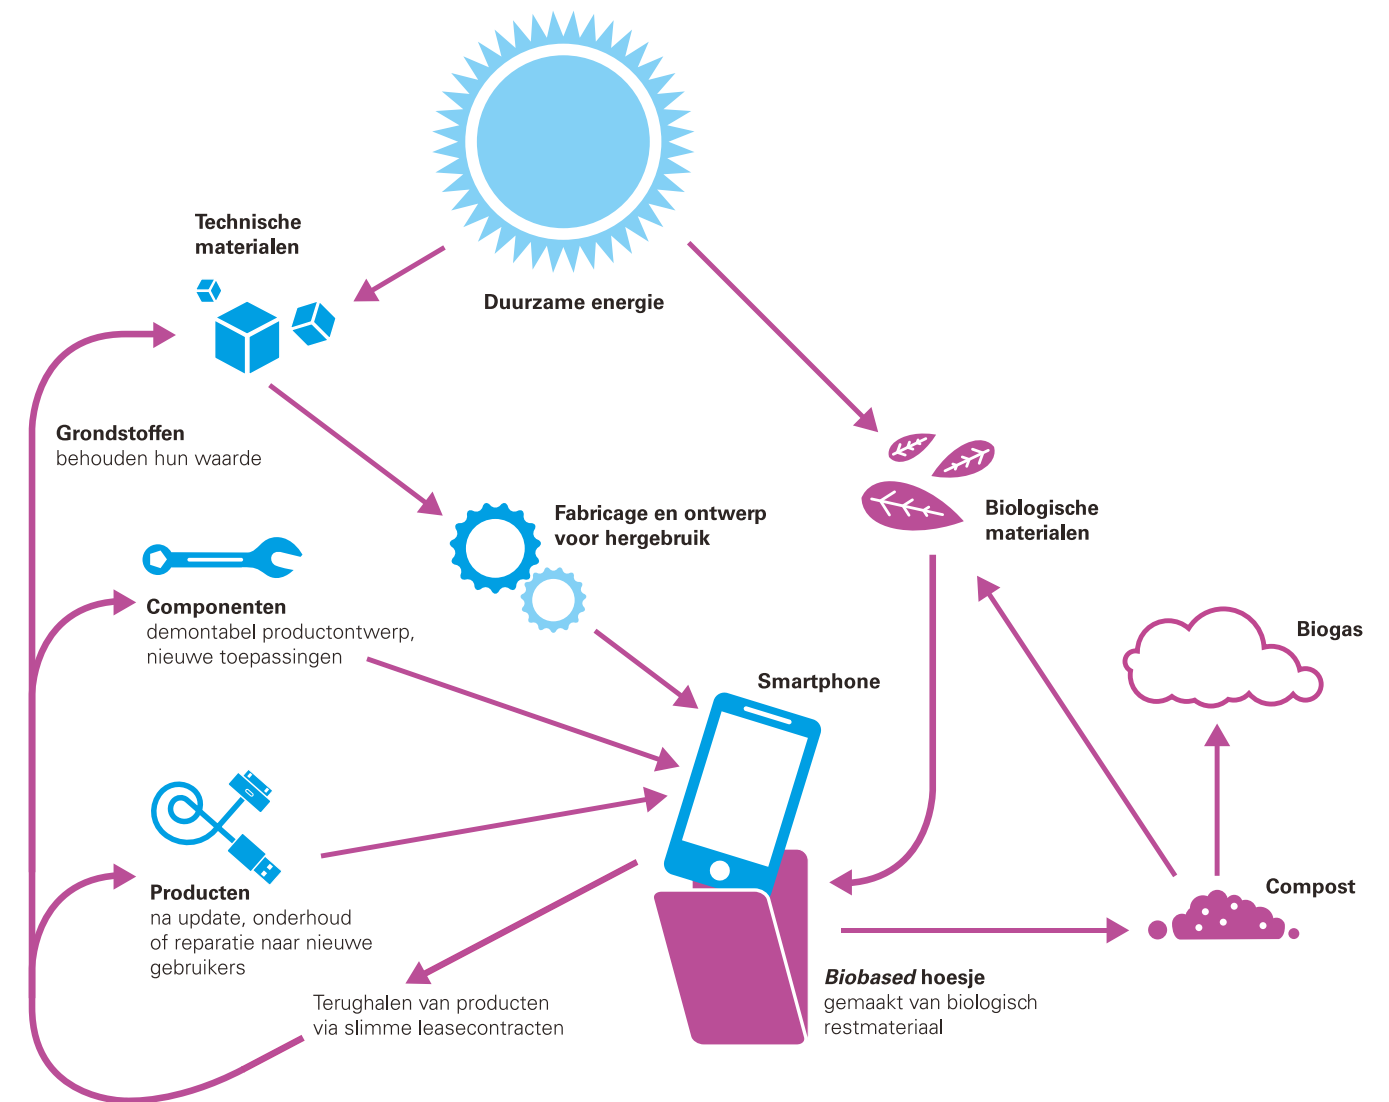 Technische
materialen
Duurzame energie
Grondstoffen
behouden hun waarde
Fabricage en ontwerp
voor hergebruik
Biologische
materialen
Componenten
demontabel productontwerp,
nieuwe toepassingen
Biogas
Smartphone
Producten
na update, onderhoud
of reparatie naar nieuwe
gebruikers
Compost
Biobased hoesje
gemaakt van biologisch
restmateriaal
Terughalen van producten
via slimme leasecontracten